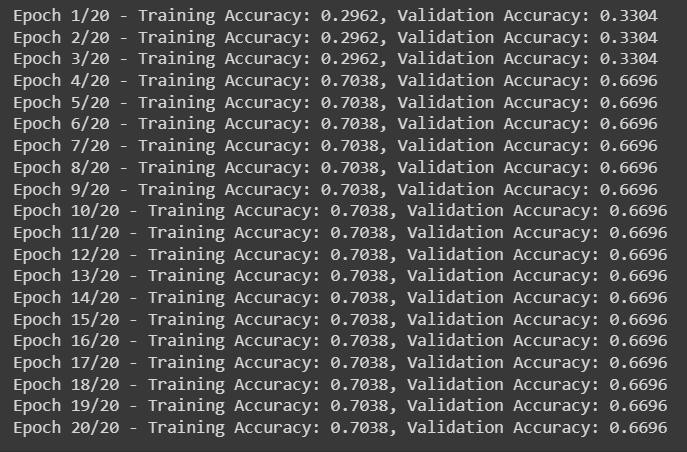 Epoch 1/20 - Training Accuracy: 0.2962, Validation Accuracy: 0.3304
Epoch 2/20 - Training Accuracy: 0.2962, Validation Accuracy: 0.3304
Epoch 3/20 - Training Accuracy: 0.2962, Validation Accuracy: 0.3304
Epoch 4/20 - Training Accuracy: 0.7038, Validation Accuracy: 0.6696
Epoch 5/20 - Training Accuracy: 0.7038, Validation Accuracy: 0.6696
Epoch 6/20 - Training Accuracy: 0.7038, Validation Accuracy: 0.6696
Epoch 7/20 - Training Accuracy: 0.7038, Validation Accuracy: 0.6696
Epoch 8/20 - Training Accuracy: 0.7038, Validation Accuracy: 0.6696
Epoch 9/20 - Training Accuracy: 0.7038, Validation Accuracy: 0.6696
Epoch 10/20 - Training Accuracy: 0.7038, Validation Accuracy: 0.6696
Epoch 11/20 - Training Accuracy: 0.7038, Validation Accuracy: 0.6696
Epoch 12/20 - Training Accuracy: 0.7038, Validation Accuracy: 0.6696
Epoch 13/20 - Training Accuracy: 0.7038, Validation Accuracy: 0.6696
Epoch 14/20 - Training Accuracy: 0.7038, Validation Accuracy: 0.6696
Epoch 15/20 - Training Accuracy: 0.7038, Validation Accuracy: 0.6696
Epoch 16/20 - Training Accuracy: 0.7038, Validation Accuracy: 0.6696
Epoch 17/20 - Training Accuracy: 0.7038, Validation Accuracy: 0.6696
Epoch 18/20 - Training Accuracy: 0.7038, Validation Accuracy: 0.6696
Epoch 19/20 - Training Accuracy: 0.7038, Validation Accuracy: 0.6696
Epoch 20/20 - Training Accuracy: 0.7038, Validation Accuracy: 0.6696